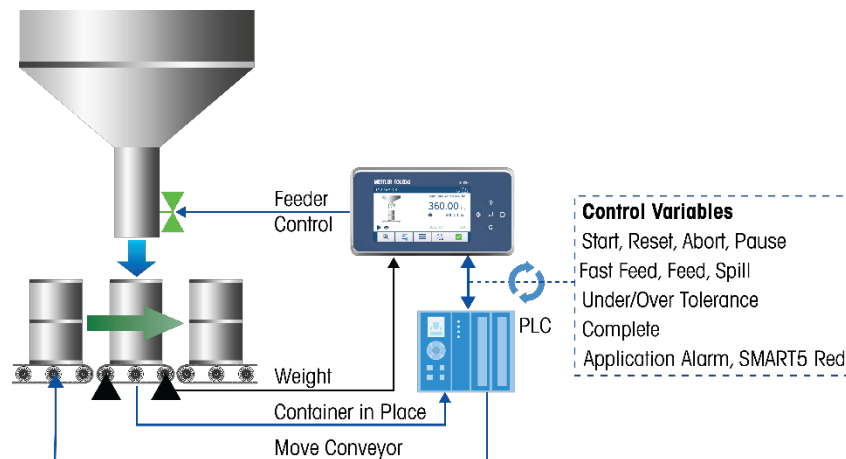 METTLER TOLEDO
360.00
Feeder
Control
Control Variables
Start, Reset, Abort, Pause
Fast Feed, Feed, Spill
Under/Over Tolerance
Complete
Application Alarm, SMART5 Red
PLC
Weight
Container in Place
Move Conveyor